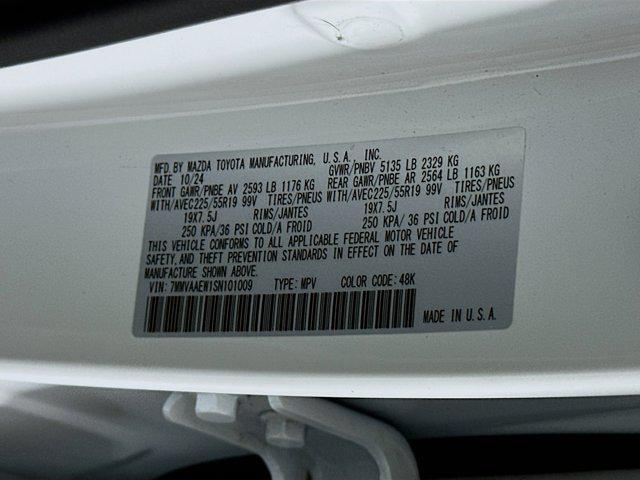 MFD. BY MAZDA TOYOTA MANUFACTURING, U.S.A., INC.
DATE 10/24 GVWR/PNBV 5135 LB 2329 KG
FRONT GAWR/PNBE AV 2593 LB 1176 KG REAR GAWR/PNBE AR 2564 LB 1163 KG
WITH/AVEC225/55R19 99V TIRES/PNEUS WITH/AVEC225/55R19 99V TIRES/PNEUS
19X7.5J RIMS/JANTES 19X7.5J RIMS/JANTES
250 KPA/36 PSI COLD/A FROID 250 KPA/36 PSI COLD/A FROID
THIS VEHICLE CONFORMS TO ALL APPLICABLE FEDERAL MOTOR VEHICLE
SAFETY, AND THEFT PREVENTION STANDARDS IN EFFECT ON THE DATE OF
MANUFACTURE SHOWN ABOVE.
VIN: 7MMVAAEW1SN101009 TYPE: MPV COLOR CODE: 48K
MADE IN U.S.A.